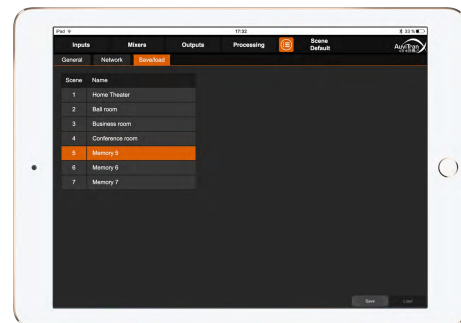 iPad 17:32 33 %
Inputs Mixers Outputs Processing Scene Default AuviTran
General Network Save/load
Scene Name
1 Home Theater
2 Ball room
3 Business room
4 Conference room
5 Memory 5
6 Memory 6
7 Memory 7
Save Load